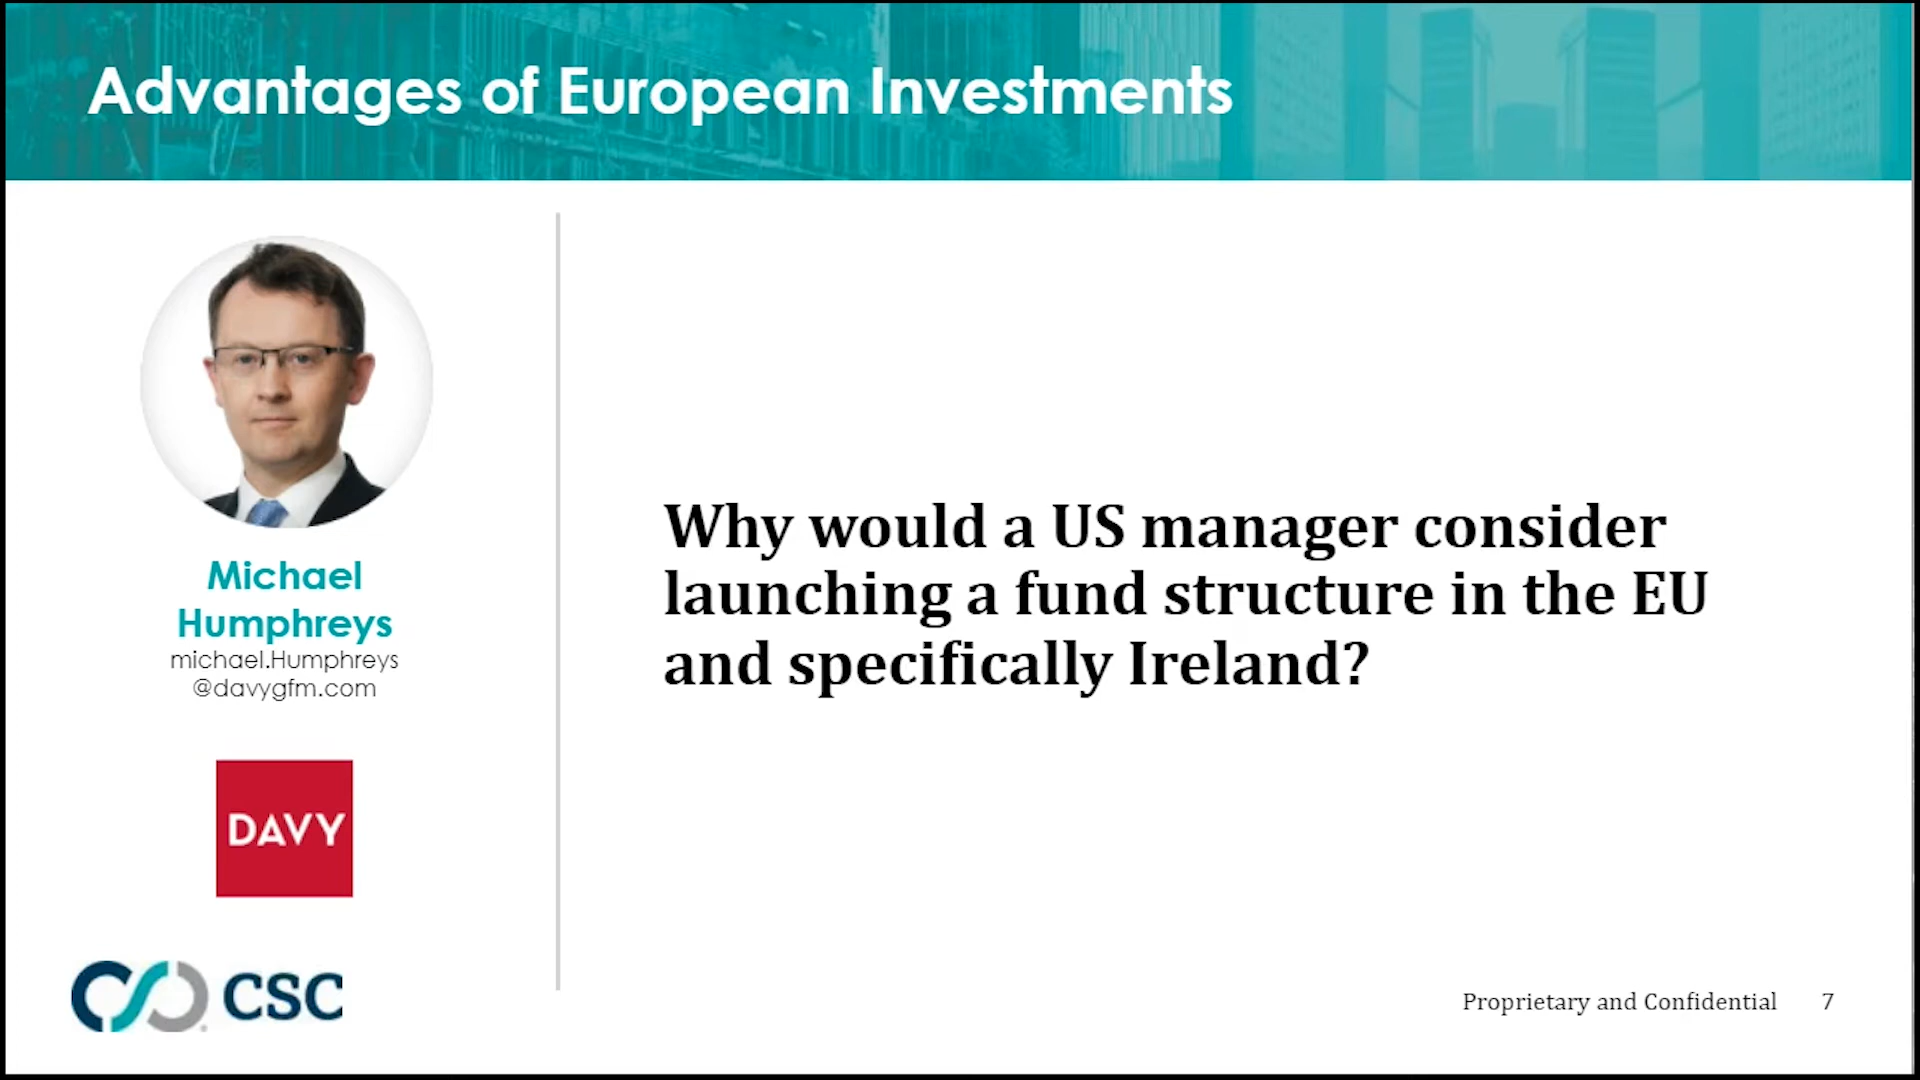 Advantages of European Investments
Michael
Humphreys
michael.Humphreys
@davygfm.com
DAVY
CSC
Why would a US manager consider
launching a fund structure in the EU
and specifically Ireland?
Proprietary and Confidential 7